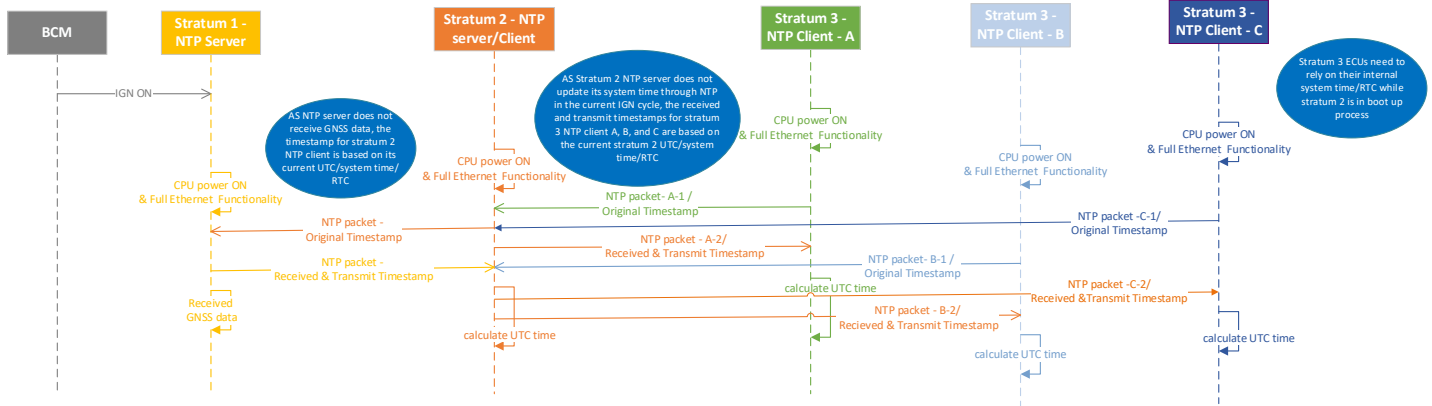 BCM
Stratum 1 -
NTP Server
Stratum 2 - NTP
server/Client
Stratum 3 -
NTP Client - A
Stratum 3 -
NTP Client - B
Stratum 3 -
NTP Client - C
IGN ON
AS NTP server does not
receive GNSS data, the
timestamp for stratum 2
NTP client is based on its
current UTC/system time/
RTC
AS Stratum 2 NTP server does not
update its system time through NTP
in the current IGN cycle, the received
and transmit timestamps for stratum
3 NTP client A, B, and C are based on
the current stratum 2 UTC/system
time/RTC
Stratum 3 ECUs need to
rely on their internal
system time/RTC while
stratum 2 is in boot up
process
CPU power ON
& Full Ethernet Functionality
CPU power ON
& Full Ethernet Functionality
CPU power ON
& Full Ethernet Functionality
CPU power ON
& Full Ethernet Functionality
CPU power ON
& Full Ethernet Functionality
NTP packet- A-1 /
Original Timestamp
NTP packet -
Original Timestamp
NTP packet -C-1/
Original Timestamp
NTP packet - A-2/
Received & Transmit Timestamp
NTP packet -
Received & Transmit Timestamp
NTP packet- B-1 /
Original Timestamp
calculate UTC time
NTP packet -C-2/
Received &Transmit Timestamp
Received
GNSS data
NTP packet - B-2/
Recieved & Transmit Timestamp
calculate UTC time
calculate UTC time
calculate UTC time